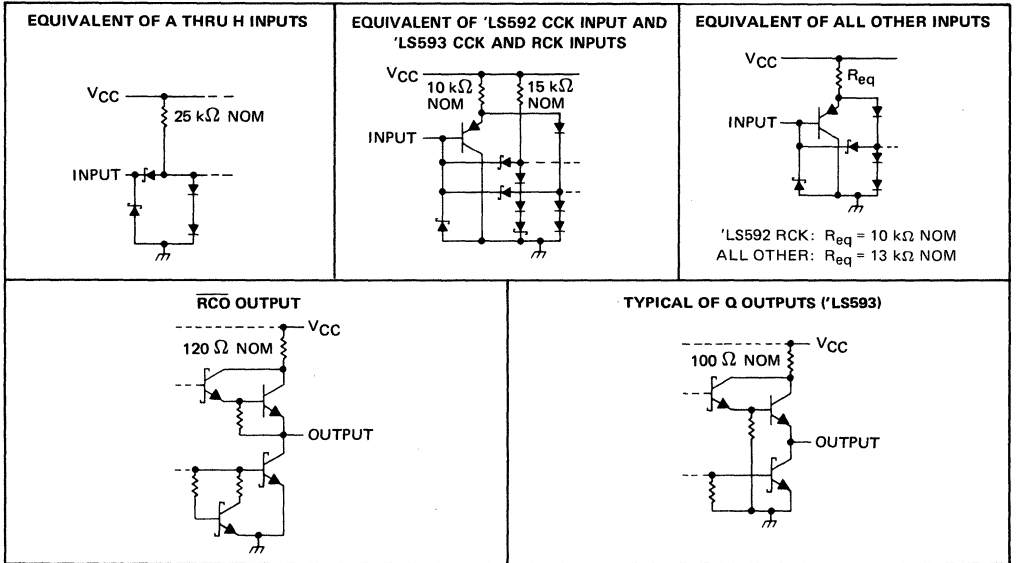 EQUIVALENT OF A THRU H INPUTS
VCC
25 kΩ NOM
INPUT
EQUIVALENT OF 'LS592 CCK INPUT AND
'LS593 CCK AND RCK INPUTS
VCC
10 kΩ
NOM
15 kΩ
NOM
INPUT
EQUIVALENT OF ALL OTHER INPUTS
VCC
Req
INPUT
'LS592 RCK: Req = 10 kΩ NOM
ALL OTHER: Req = 13 kΩ NOM
R̅C̅O̅ OUTPUT
VCC
120 Ω NOM
OUTPUT
TYPICAL OF Q OUTPUTS ('LS593)
VCC
100 Ω NOM
OUTPUT